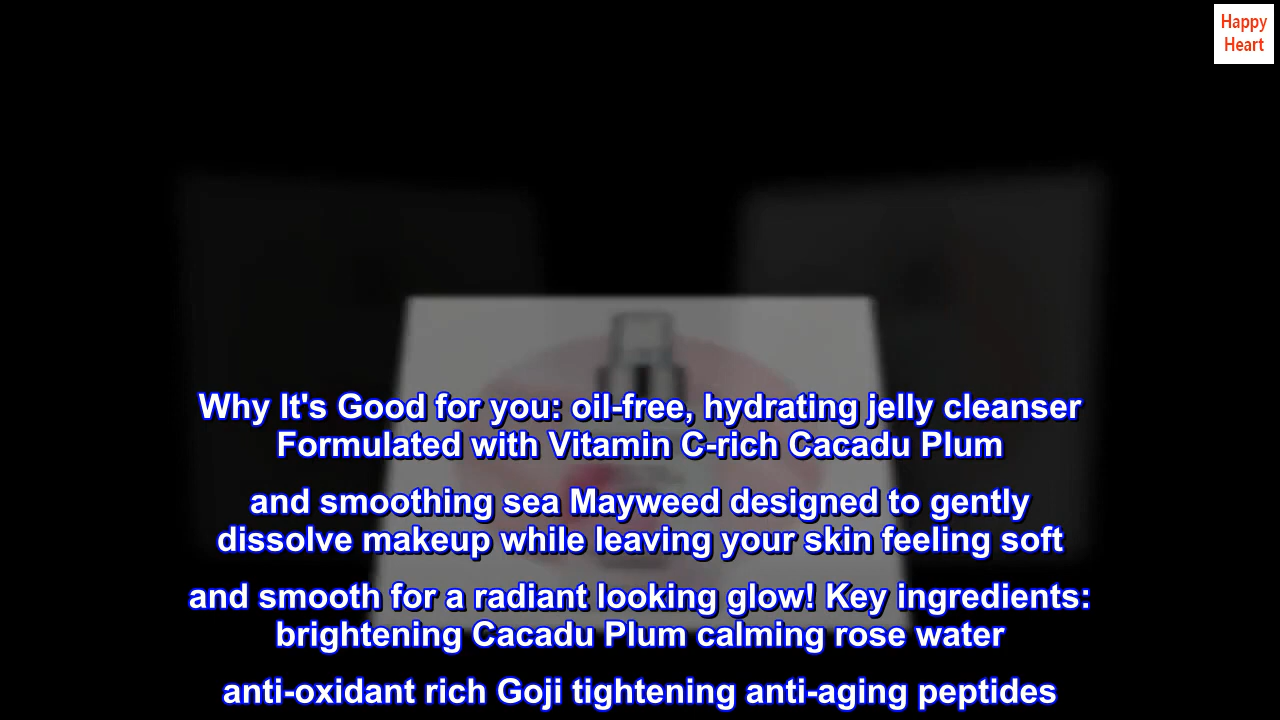 Happy
Heart
Why It's Good for you: oil-free, hydrating jelly cleanser
Formulated with Vitamin C-rich Cacadu Plum
and smoothing sea Mayweed designed to gently
dissolve makeup while leaving your skin feeling soft
and smooth for a radiant looking glow! Key ingredients:
brightening Cacadu Plum calming rose water
anti-oxidant rich Goji tightening anti-aging peptides